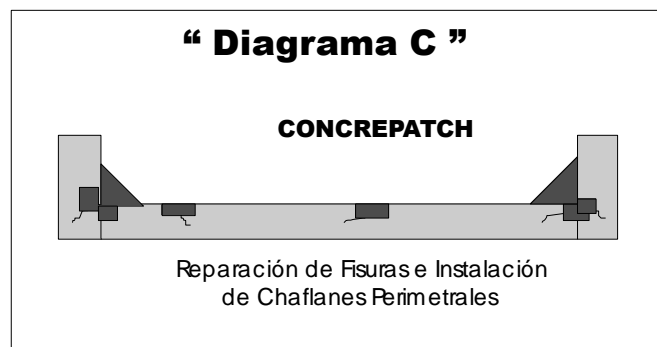 “ Diagrama C ”
CONCREPATCH
Reparación de Fisuras e Instalación
de Chaflanes Perimetrales